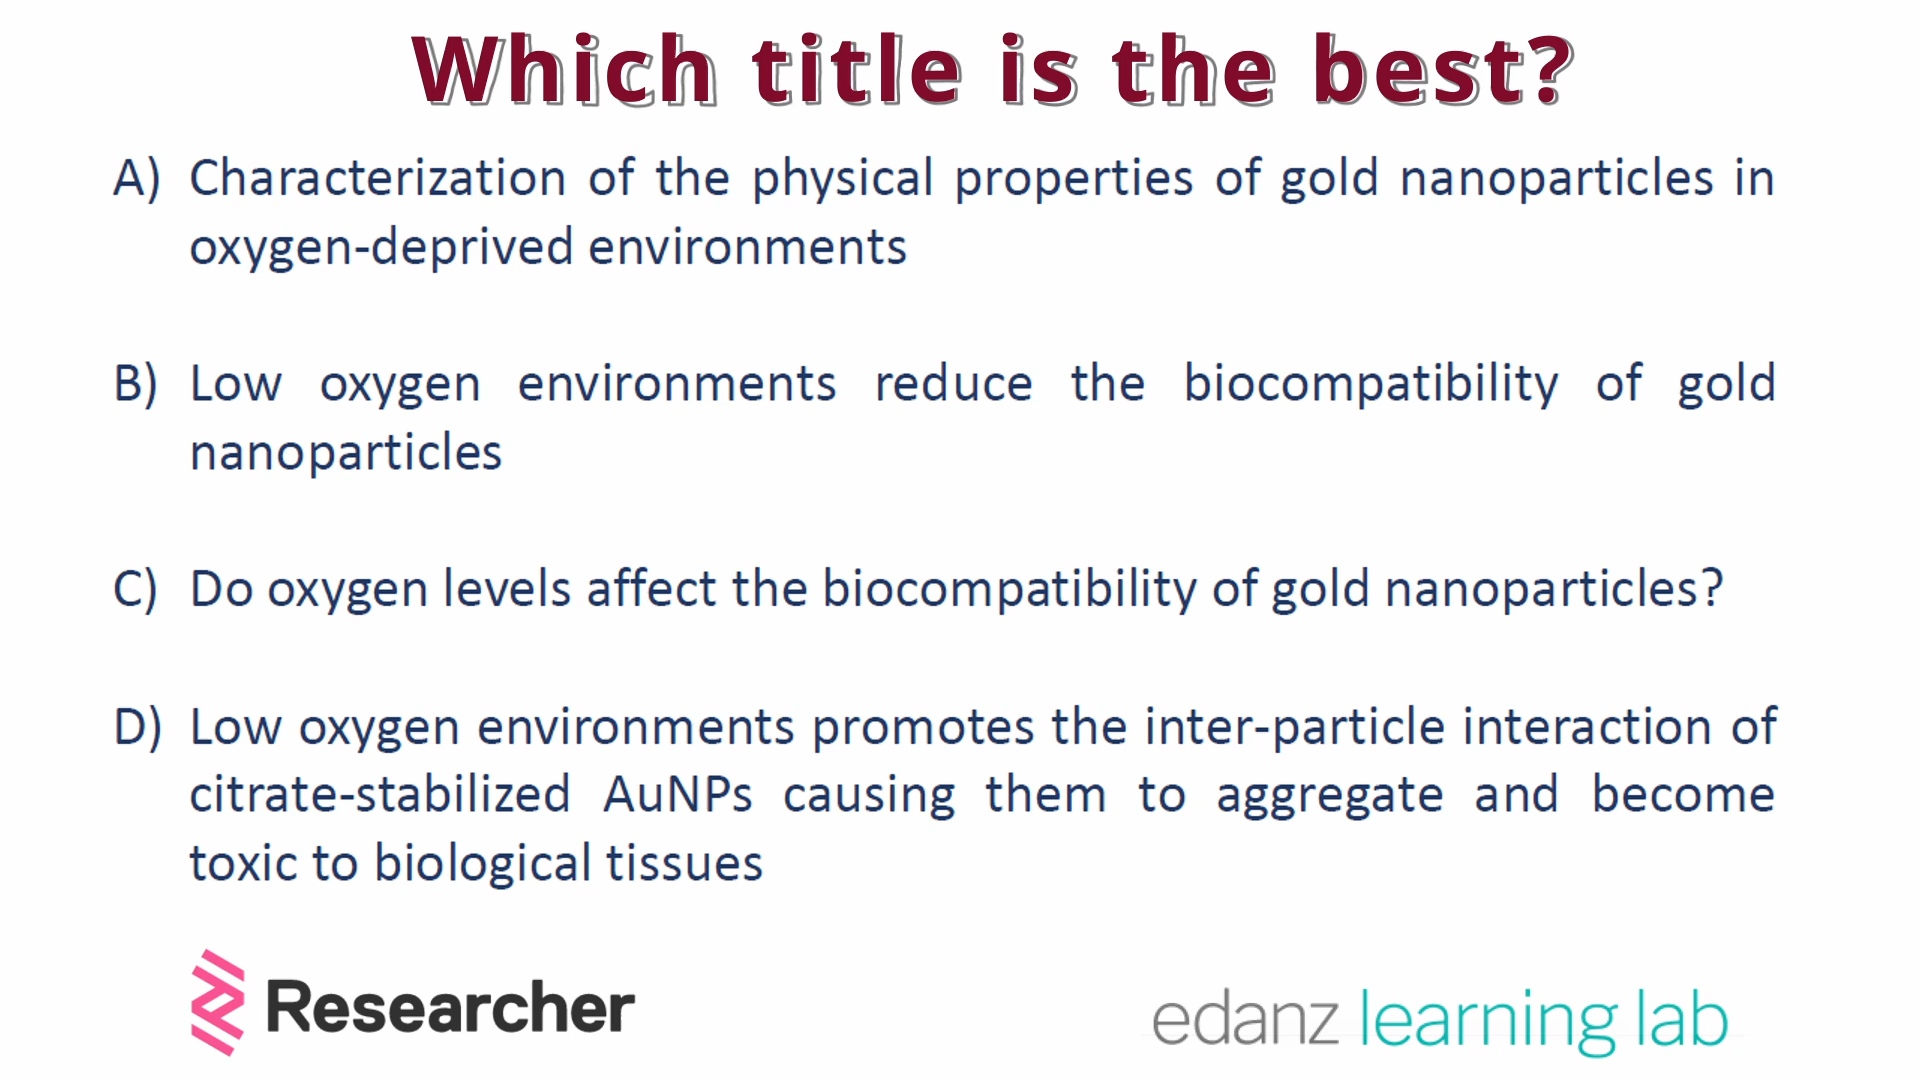 Which title is the best?
A) Characterization of the physical properties of gold nanoparticles in
oxygen-deprived environments
B) Low oxygen environments reduce the biocompatibility of gold
nanoparticles
C) Do oxygen levels affect the biocompatibility of gold nanoparticles?
D) Low oxygen environments promotes the inter-particle interaction of
citrate-stabilized AuNPs causing them to aggregate and become
toxic to biological tissues
Researcher
edanz learning lab